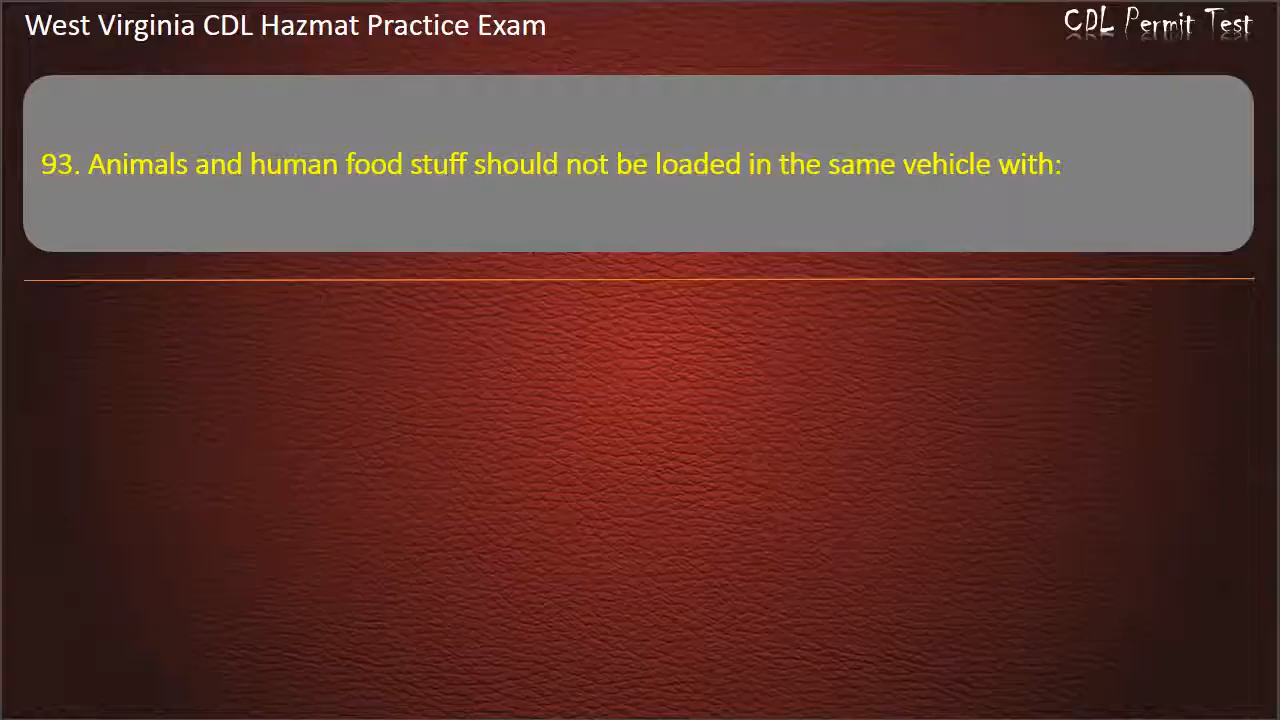 West Virginia CDL Hazmat Practice Exam
CDL Permit Test
93. Animals and human food stuff should not be loaded in the same vehicle with: